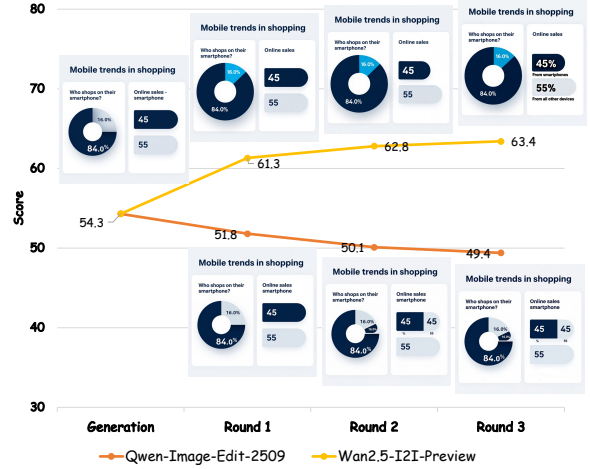 80
70
60
50
40
30
Score
Mobile trends in shopping
Who shops on their
smartphone?
16.0%
84.0%
Online sales -
smartphone
45
55
Mobile trends in shopping
Who shops on their
smartphone?
16.0%
84.0%
Online sales
45
55
Mobile trends in shopping
Who shops on their
smartphone?
16.0%
84.0%
Online sales
45
55
Mobile trends in shopping
Who shops on their
smartphone?
16.0%
84.0%
Online sales
45%
From smartphones
55%
From all other devices
54.3
61.3
62.8
63.4
51.8
50.1
49.4
Mobile trends in shopping
Who shops on their
smartphone?
16.0%
84.0%
Online sales
smartphone
45
55
Mobile trends in shopping
Who shops on their
smartphone?
16.0%
84.0%
Online sales
smartphone
45 45
55
Mobile trends in shopping
Who shops on their
smartphone?
16.0%
84.0%
Online sales
smartphone
45 45
55
Generation Round 1 Round 2 Round 3
Qwen-Image-Edit-2509 Wan2.5-I2I-Preview